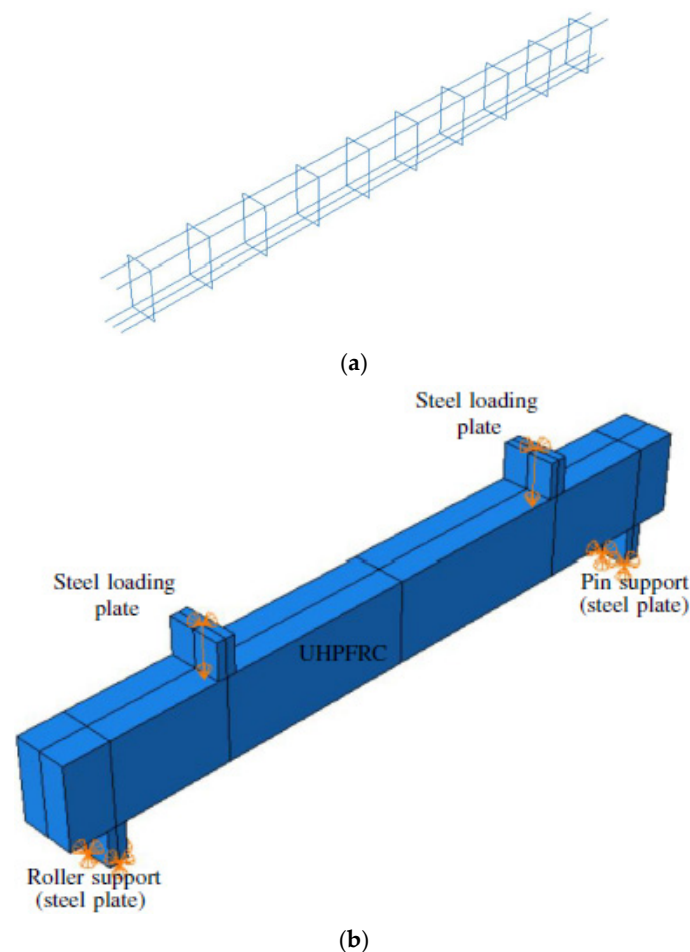 (a)
Steel loading
plate
Steel loading
plate
Pin support
(steel plate)
UHPFRC
Roller support
(steel plate)
(b)